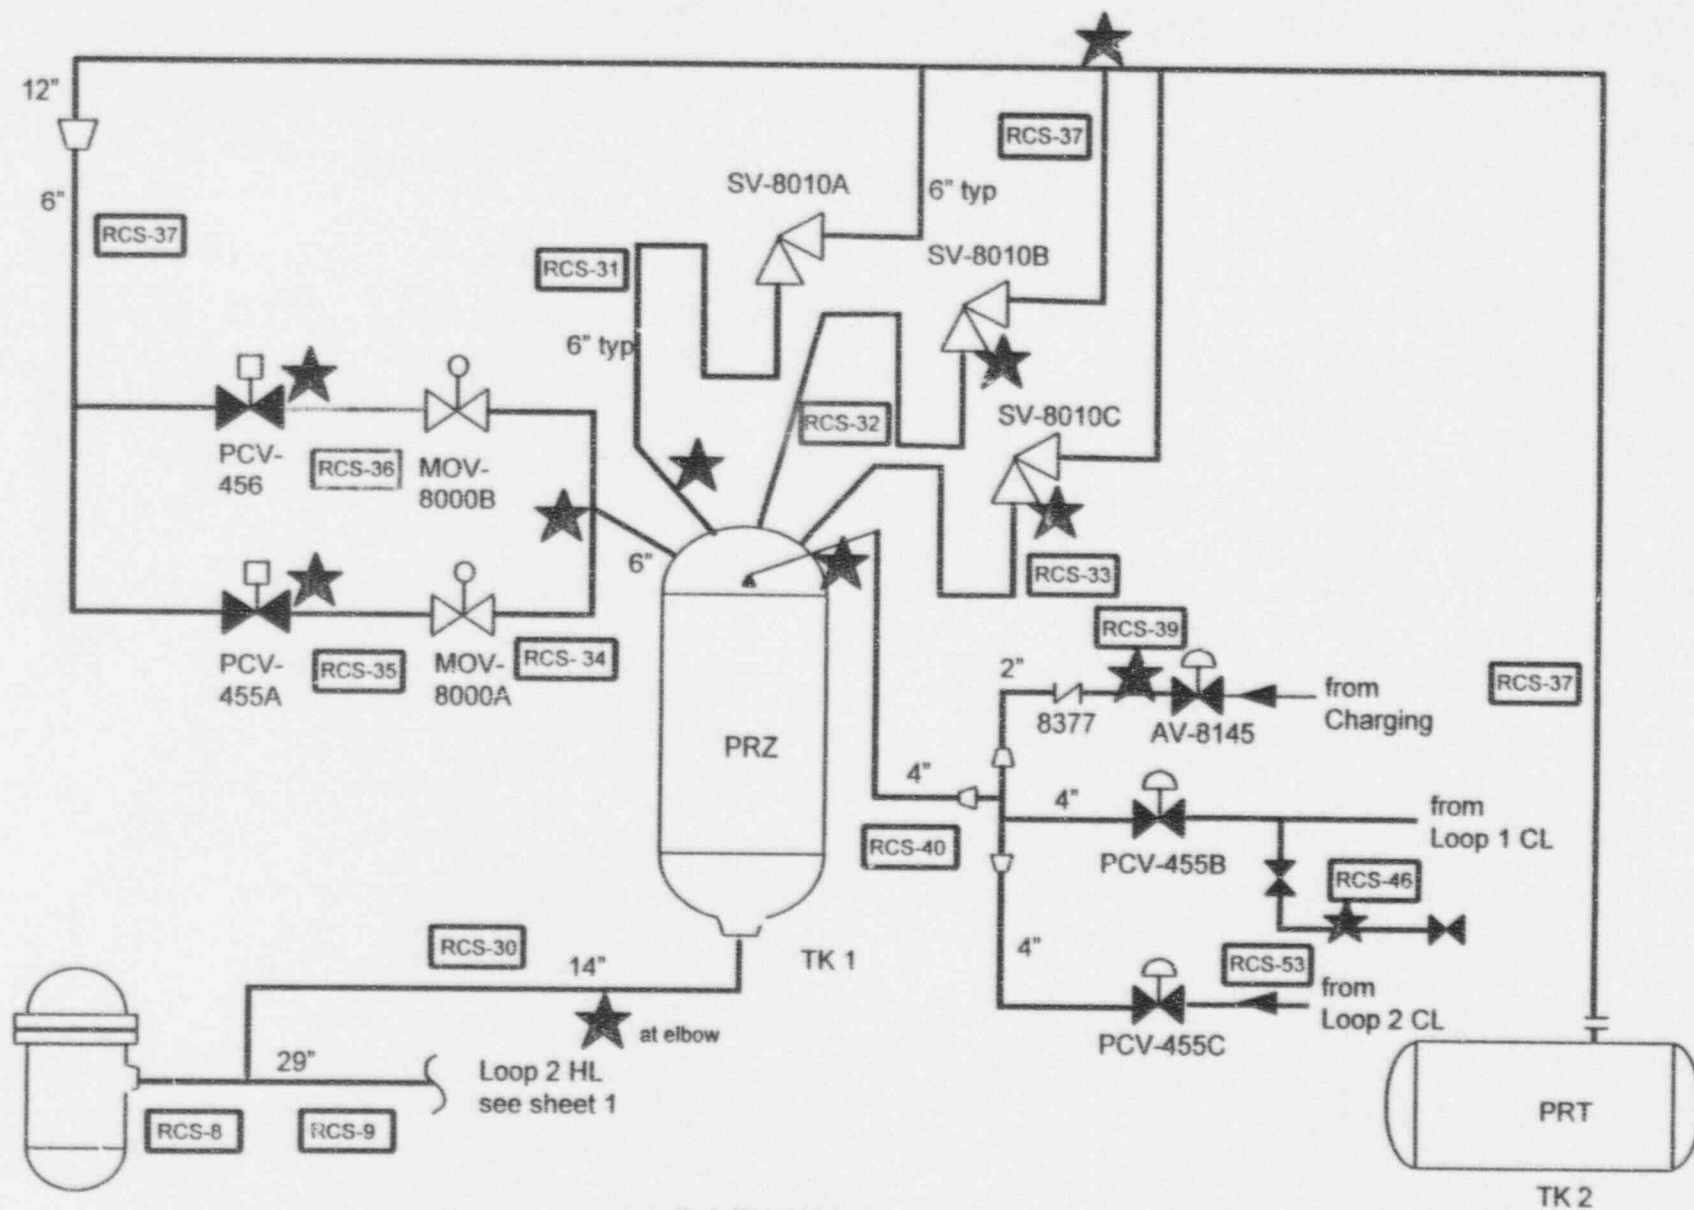 12"
RCS-37
SV-8010A
6"
6" typ
RCS-37
SV-8010B
RCS-31
6" typ
RCS-32
SV-8010C
PCV-
456
RCS-36
MOV-
8000B
6"
RCS-33
RCS-39
PCV-
455A
RCS-35
MOV-
8000A
RCS- 34
2"
8377
AV-8145
from
Charging
RCS-37
PRZ
4"
4"
from
Loop 1 CL
RCS-40
PCV-455B
RCS-46
RCS-30
14"
TK 1
4"
RCS-53
from
Loop 2 CL
at elbow
PCV-455C
29"
Loop 2 HL
see sheet 1
RCS-8
RCS-9
PRT
TK 2